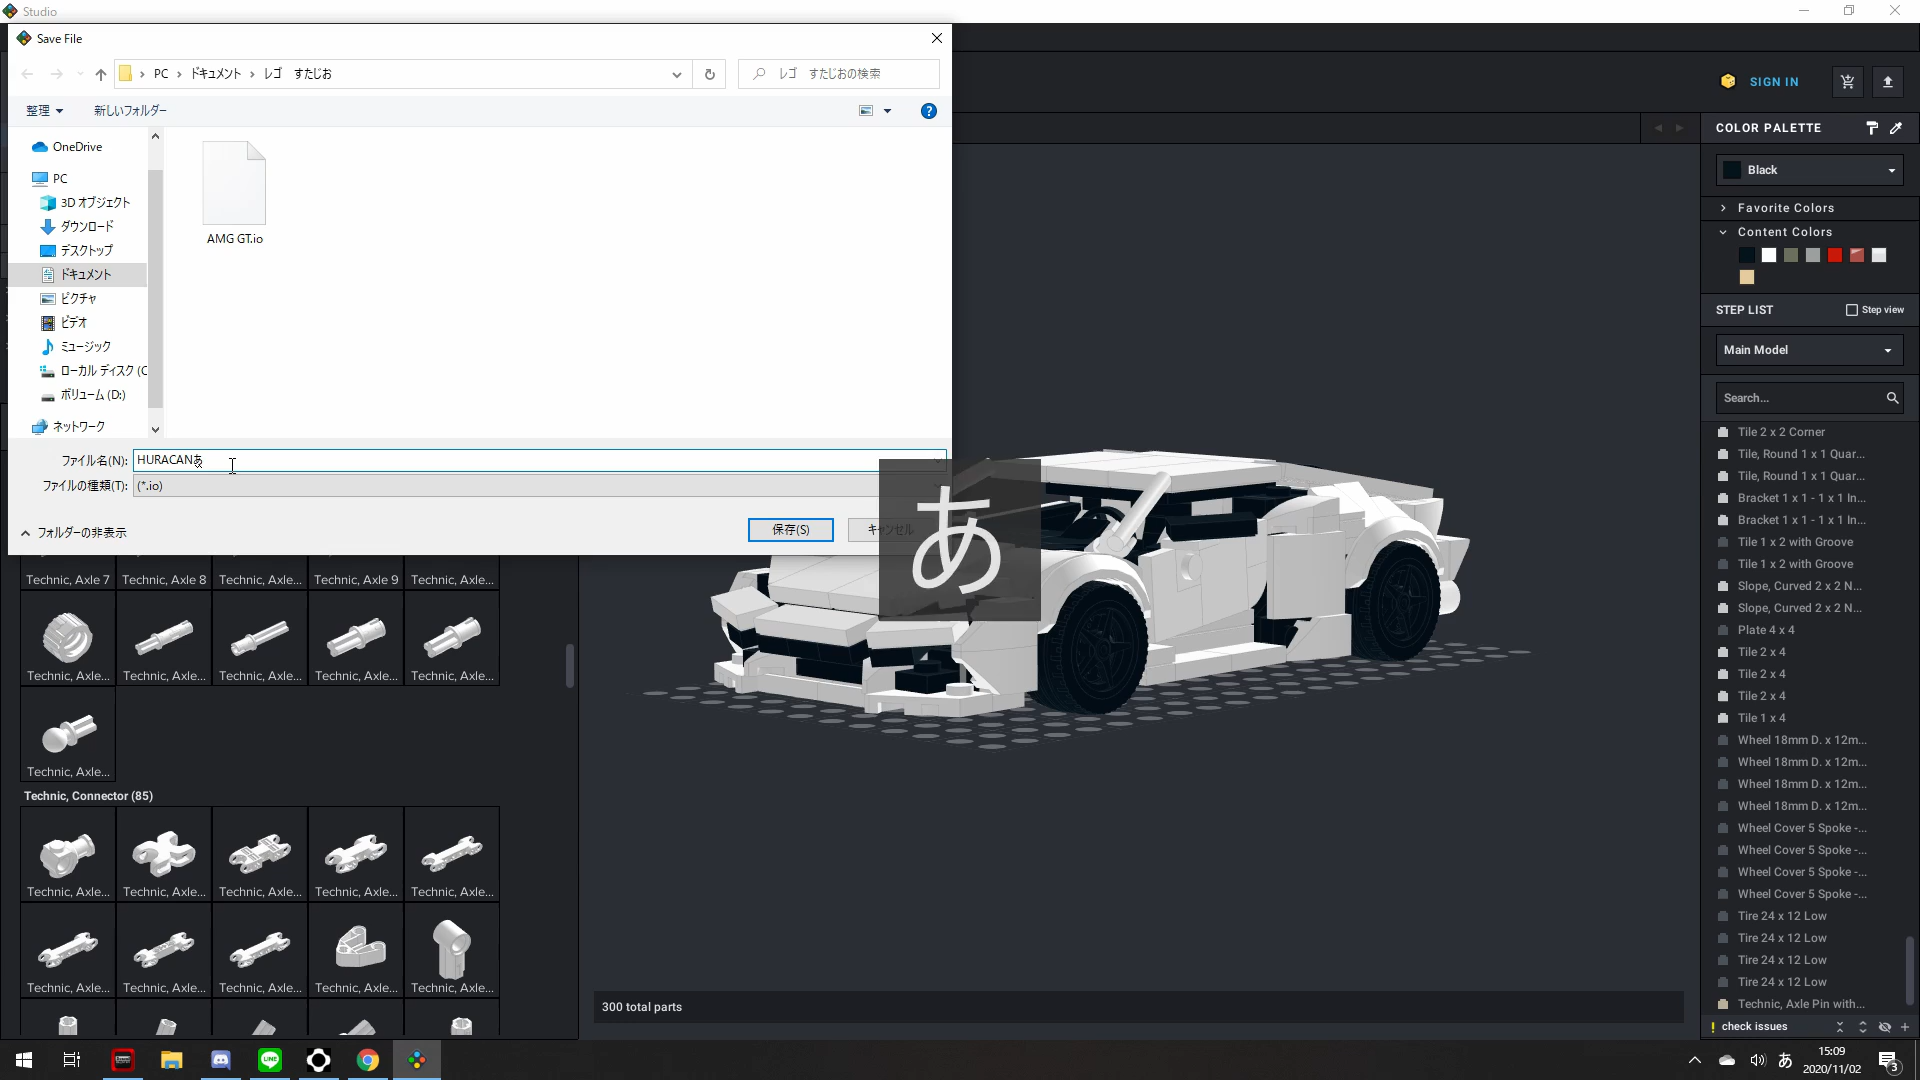 Studio
Save File
PC › ドキュメント › レゴ　すたじお
レゴ　すたじおの検索
整理
新しいフォルダー
OneDrive
PC
3D オブジェクト
ダウンロード
デスクトップ
ドキュメント
ピクチャ
ビデオ
ミュージック
ローカル ディスク (C
ボリューム (D:)
ネットワーク
AMG GT.io
ファイル名(N):
HURACANあ
ファイルの種類(T):
(*.io)
フォルダーの非表示
保存(S)
キャンセル
あ
SIGN IN
COLOR PALETTE
Black
Favorite Colors
Content Colors
STEP LIST
Step view
Main Model
Search...
Tile 2 x 2 Corner
Tile, Round 1 x 1 Quar...
Tile, Round 1 x 1 Quar...
Bracket 1 x 1 - 1 x 1 In...
Bracket 1 x 1 - 1 x 1 In...
Tile 1 x 2 with Groove
Tile 1 x 2 with Groove
Slope, Curved 2 x 2 N...
Slope, Curved 2 x 2 N...
Plate 4 x 4
Tile 2 x 4
Tile 2 x 4
Tile 2 x 4
Tile 1 x 4
Wheel 18mm D. x 12m...
Wheel 18mm D. x 12m...
Wheel 18mm D. x 12m...
Wheel 18mm D. x 12m...
Wheel Cover 5 Spoke -...
Wheel Cover 5 Spoke -...
Wheel Cover 5 Spoke -...
Wheel Cover 5 Spoke -...
Tire 24 x 12 Low
Tire 24 x 12 Low
Tire 24 x 12 Low
Tire 24 x 12 Low
Technic, Axle Pin with...
check issues
Technic, Axle 7
Technic, Axle 8
Technic, Axle...
Technic, Axle 9
Technic, Axle...
Technic, Axle...
Technic, Axle...
Technic, Axle...
Technic, Axle...
Technic, Axle...
Technic, Axle...
Technic, Connector (85)
Technic, Axle...
Technic, Axle...
Technic, Axle...
Technic, Axle...
Technic, Axle...
Technic, Axle...
Technic, Axle...
Technic, Axle...
Technic, Axle...
Technic, Axle...
300 total parts
LINE
あ
15:09
2020/11/02
3